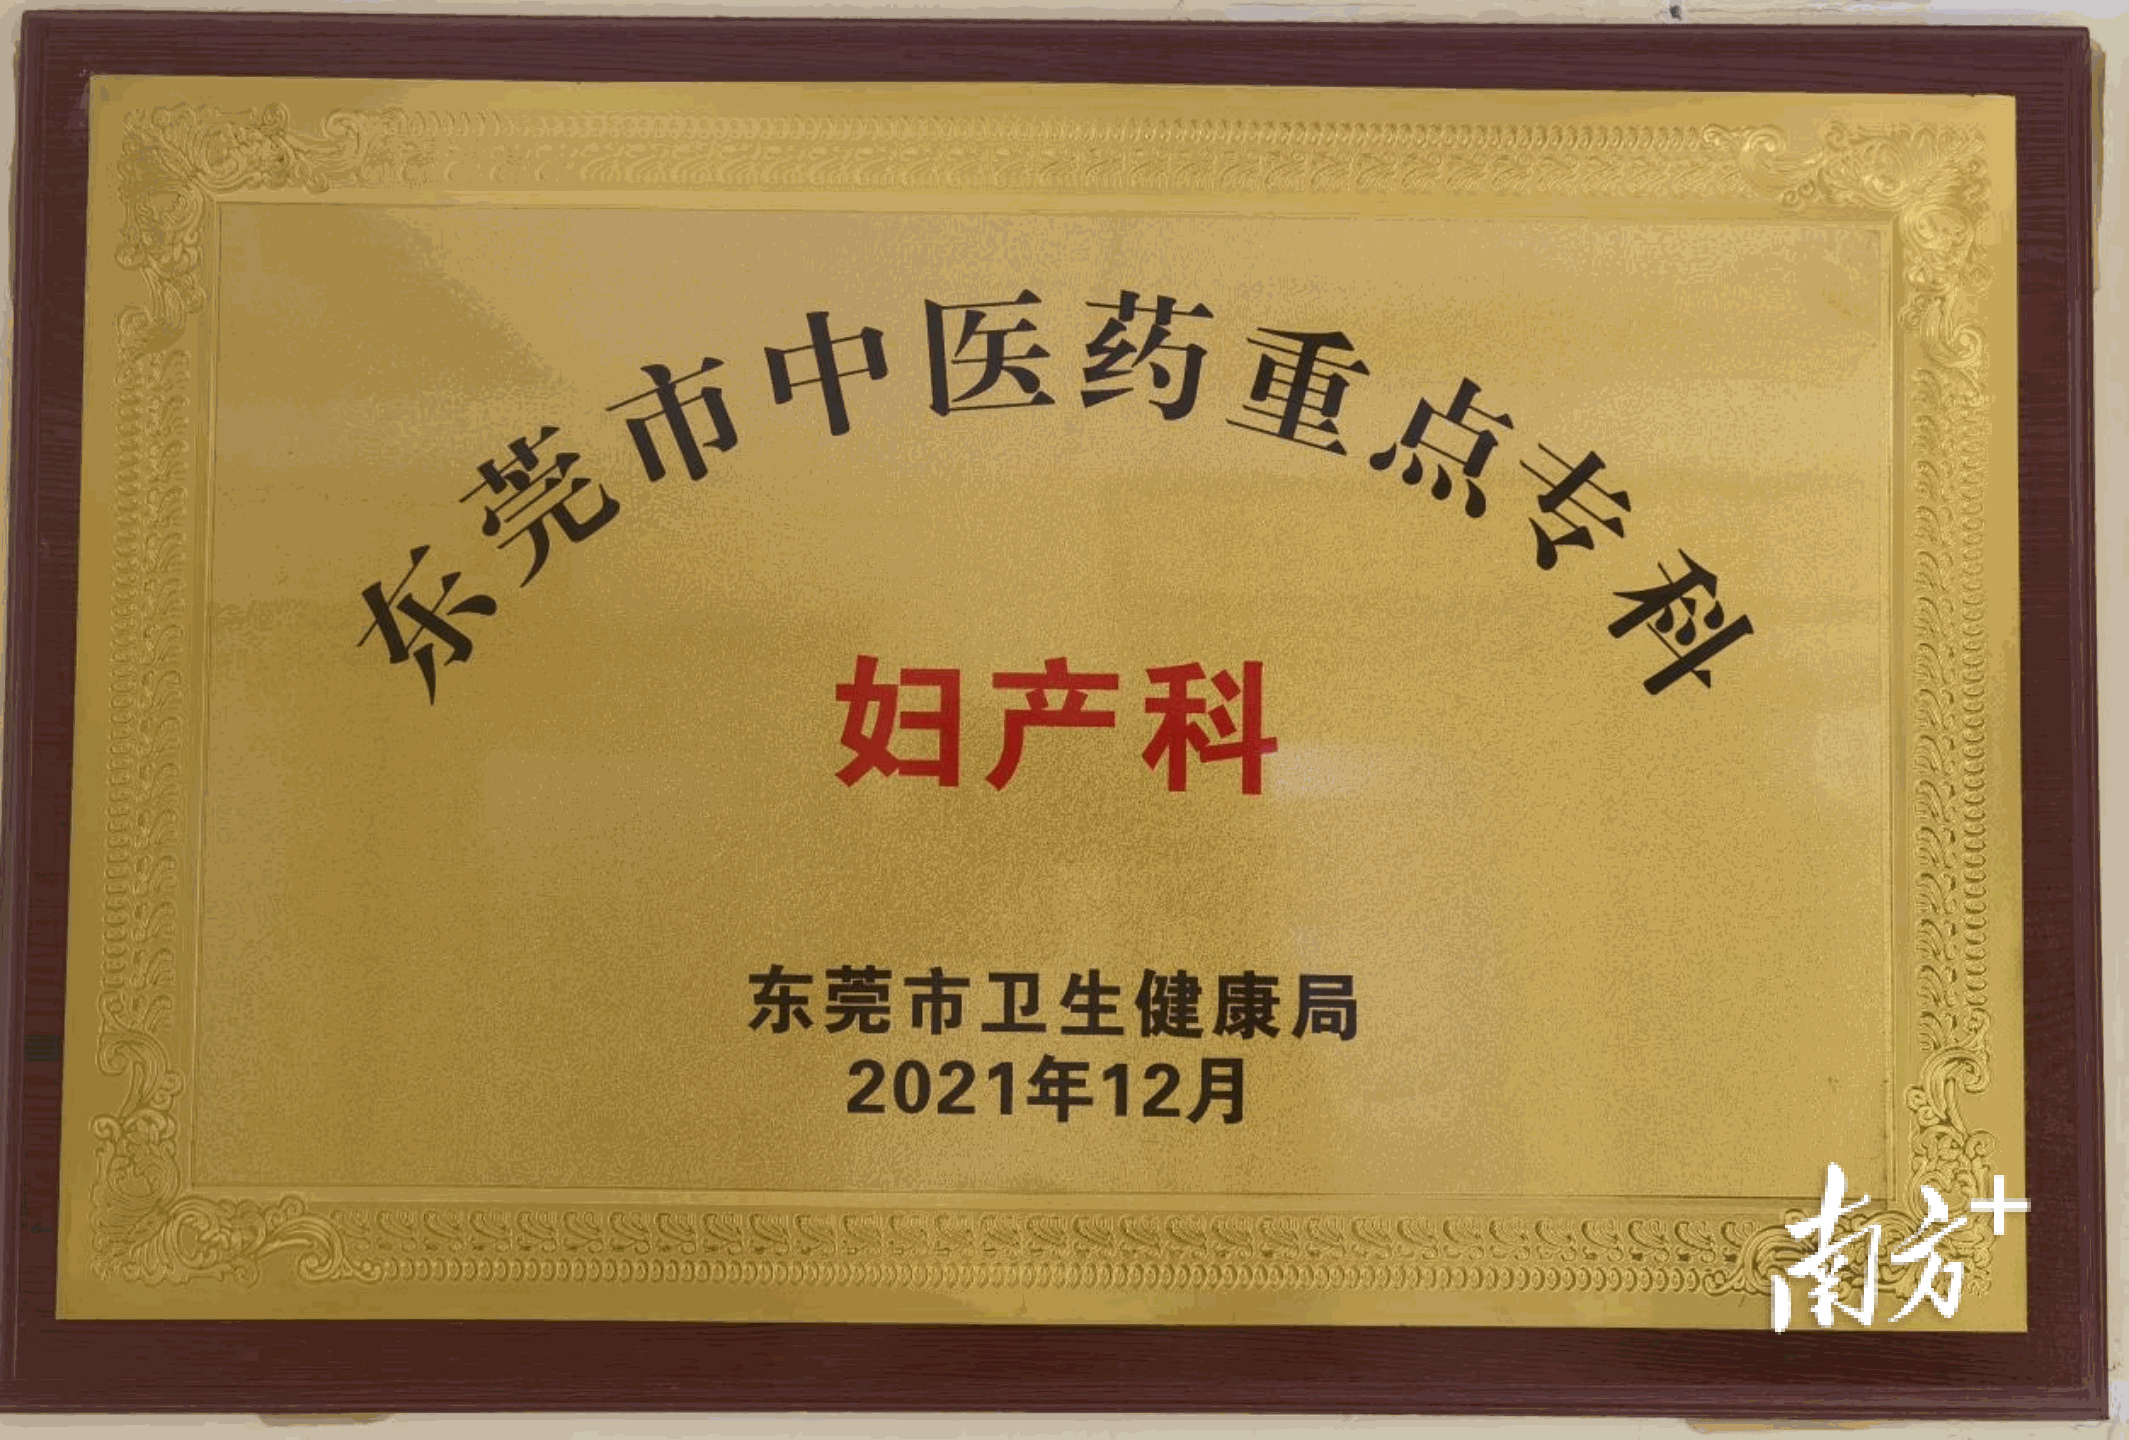 东莞市中医药重点专科
妇产科
东莞市卫生健康局
2021年12月
南方+